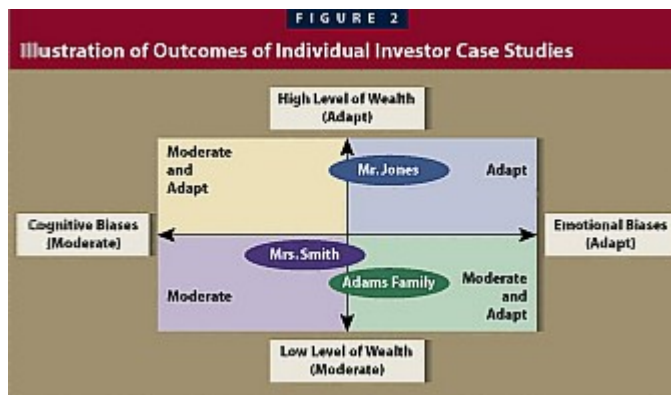 FIGURE 2
Illustration of Outcomes of Individual Investor Case Studies
High Level of Wealth
(Adapt)
Moderate
and
Adapt
Mr. Jones
Adapt
Cognitive Biases
(Moderate)
Emotional Biases
(Adapt)
Mrs. Smith
Moderate
Adams Family
Moderate
and
Adapt
Low Level of Wealth
(Moderate)